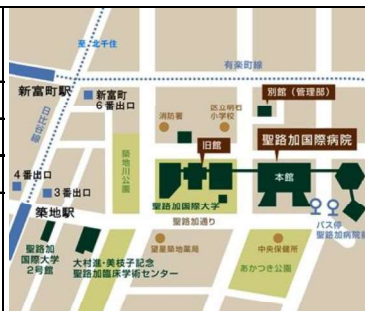 至・北千住
有楽町線
新富町駅
新富町
6番出口
日比谷線
消防署
区立明石
小学校
別館（管理部）
旧館
聖路加国際病院
本館
築地川公園
4番出口
3番出口
築地駅
聖路加国際大学
聖路加通り
バス停
聖路加病院前
聖路加
国際大学
2号館
大村進・美枝子記念
聖路加臨床学術センター
望星築地薬局
中央保健所
あかつき公園